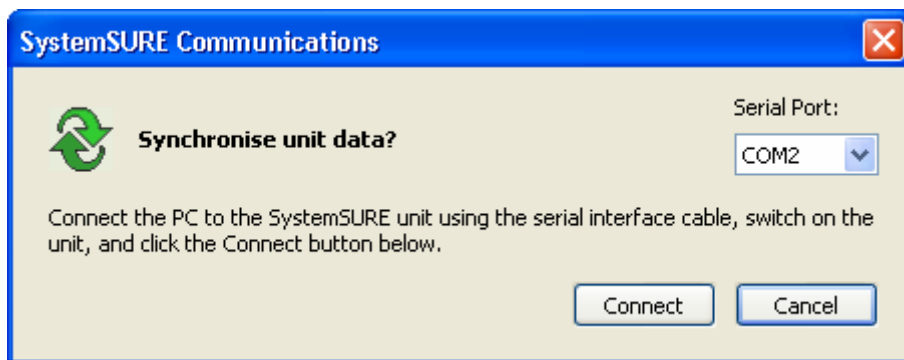 SystemSURE Communications
Serial Port:
Synchronise unit data?
COM2
Connect the PC to the SystemSURE unit using the serial interface cable, switch on the
unit, and click the Connect button below.
Connect
Cancel